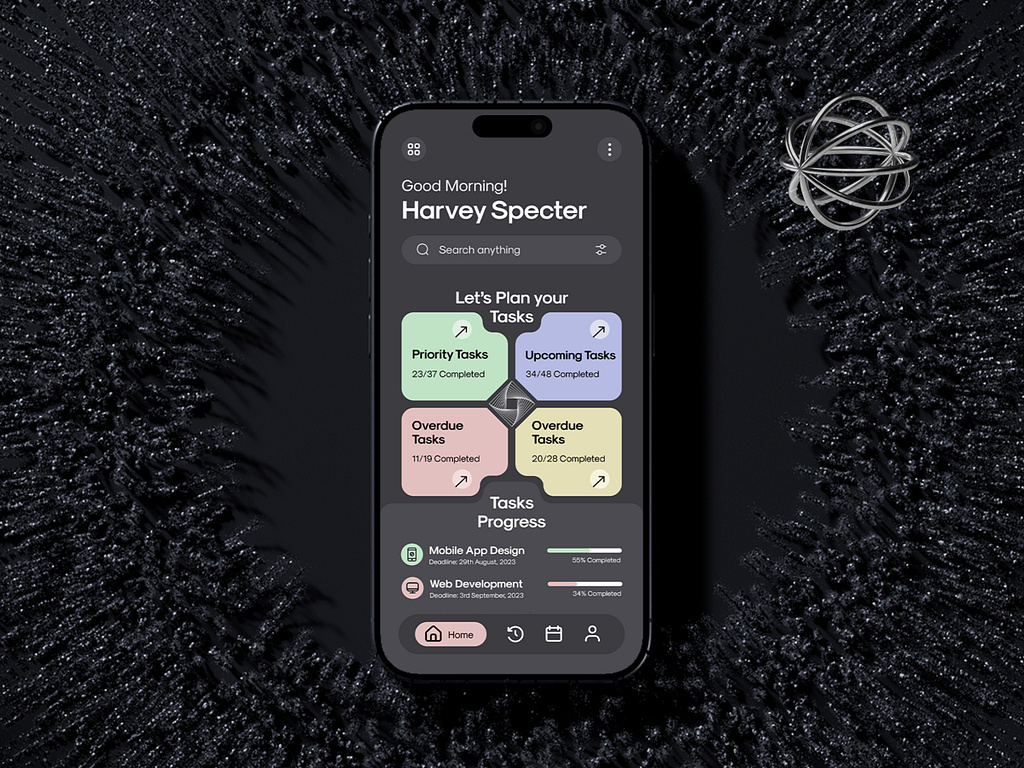 Good Morning!
Harvey Specter
Search anything
Let's Plan your
Tasks
Priority Tasks
23/37 Completed
Upcoming Tasks
34/48 Completed
Overdue
Tasks
11/19 Completed
Overdue
Tasks
20/28 Completed
Tasks
Progress
Mobile App Design
Deadline: 29th August, 2023
55% Completed
Web Development
Deadline: 3rd September, 2023
34% Completed
Home